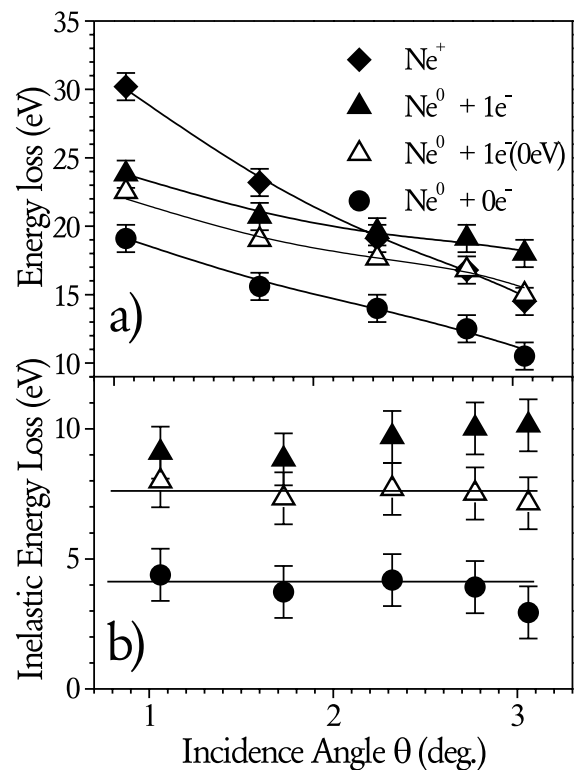 35
30
25
20
15
10
Energy loss (eV)
Ne⁺
Ne⁰ + 1e⁻
Ne⁰ + 1e⁻(0eV)
Ne⁰ + 0e⁻
a)
10
5
0
Inelastic Energy Loss (eV)
b)
1 2 3
Incidence Angle θ (deg.)